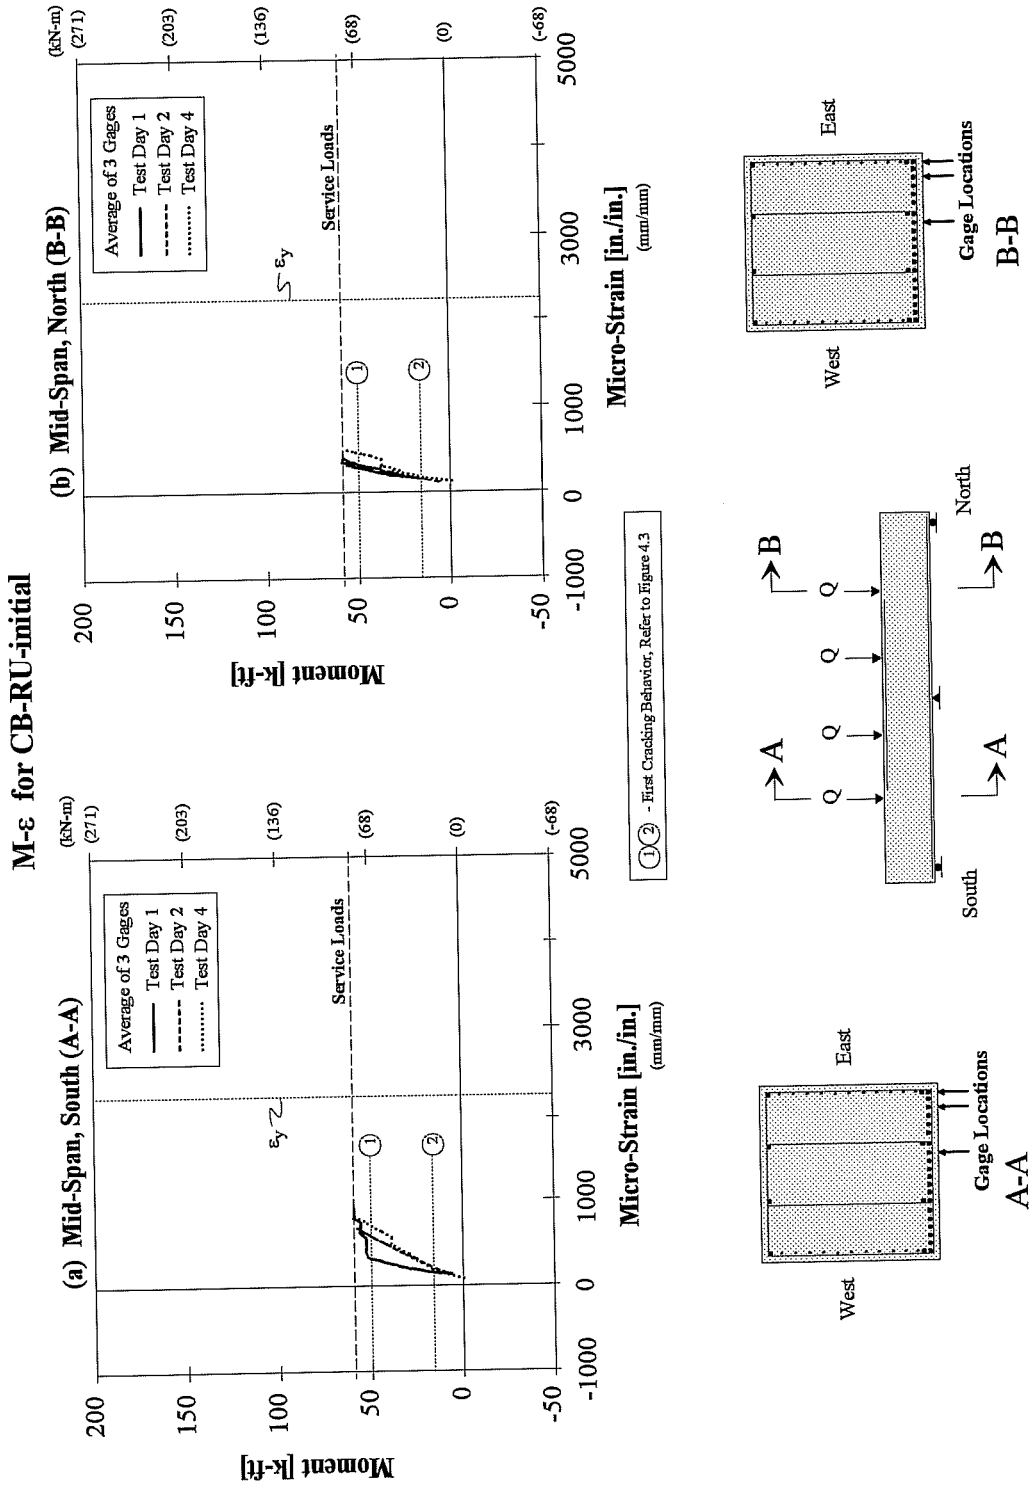 M-ε for CB-RU-initial
(a) Mid-Span, South (A-A)
Moment [k-ft]
200
150
100
50
0
-50
-1000
0
1000
3000
5000
Micro-Strain [in./in.]
(mm/mm)
(kN-m)
(271)
(203)
(136)
(68)
(0)
(-68)
Average of 3 Gages
Test Day 1
Test Day 2
Test Day 4
εy
Service Loads
1
2
(b) Mid-Span, North (B-B)
Moment [k-ft]
200
150
100
50
0
-50
-1000
0
1000
3000
5000
Micro-Strain [in./in.]
(mm/mm)
(kN-m)
(271)
(203)
(136)
(68)
(0)
(-68)
Average of 3 Gages
Test Day 1
Test Day 2
Test Day 4
εy
Service Loads
1
2
1 2 - First Cracking Behavior, Refer to Figure 4.3
West
East
Gage Locations
A-A
A
A
B
B
Q
Q
Q
Q
South
North
West
East
Gage Locations
B-B